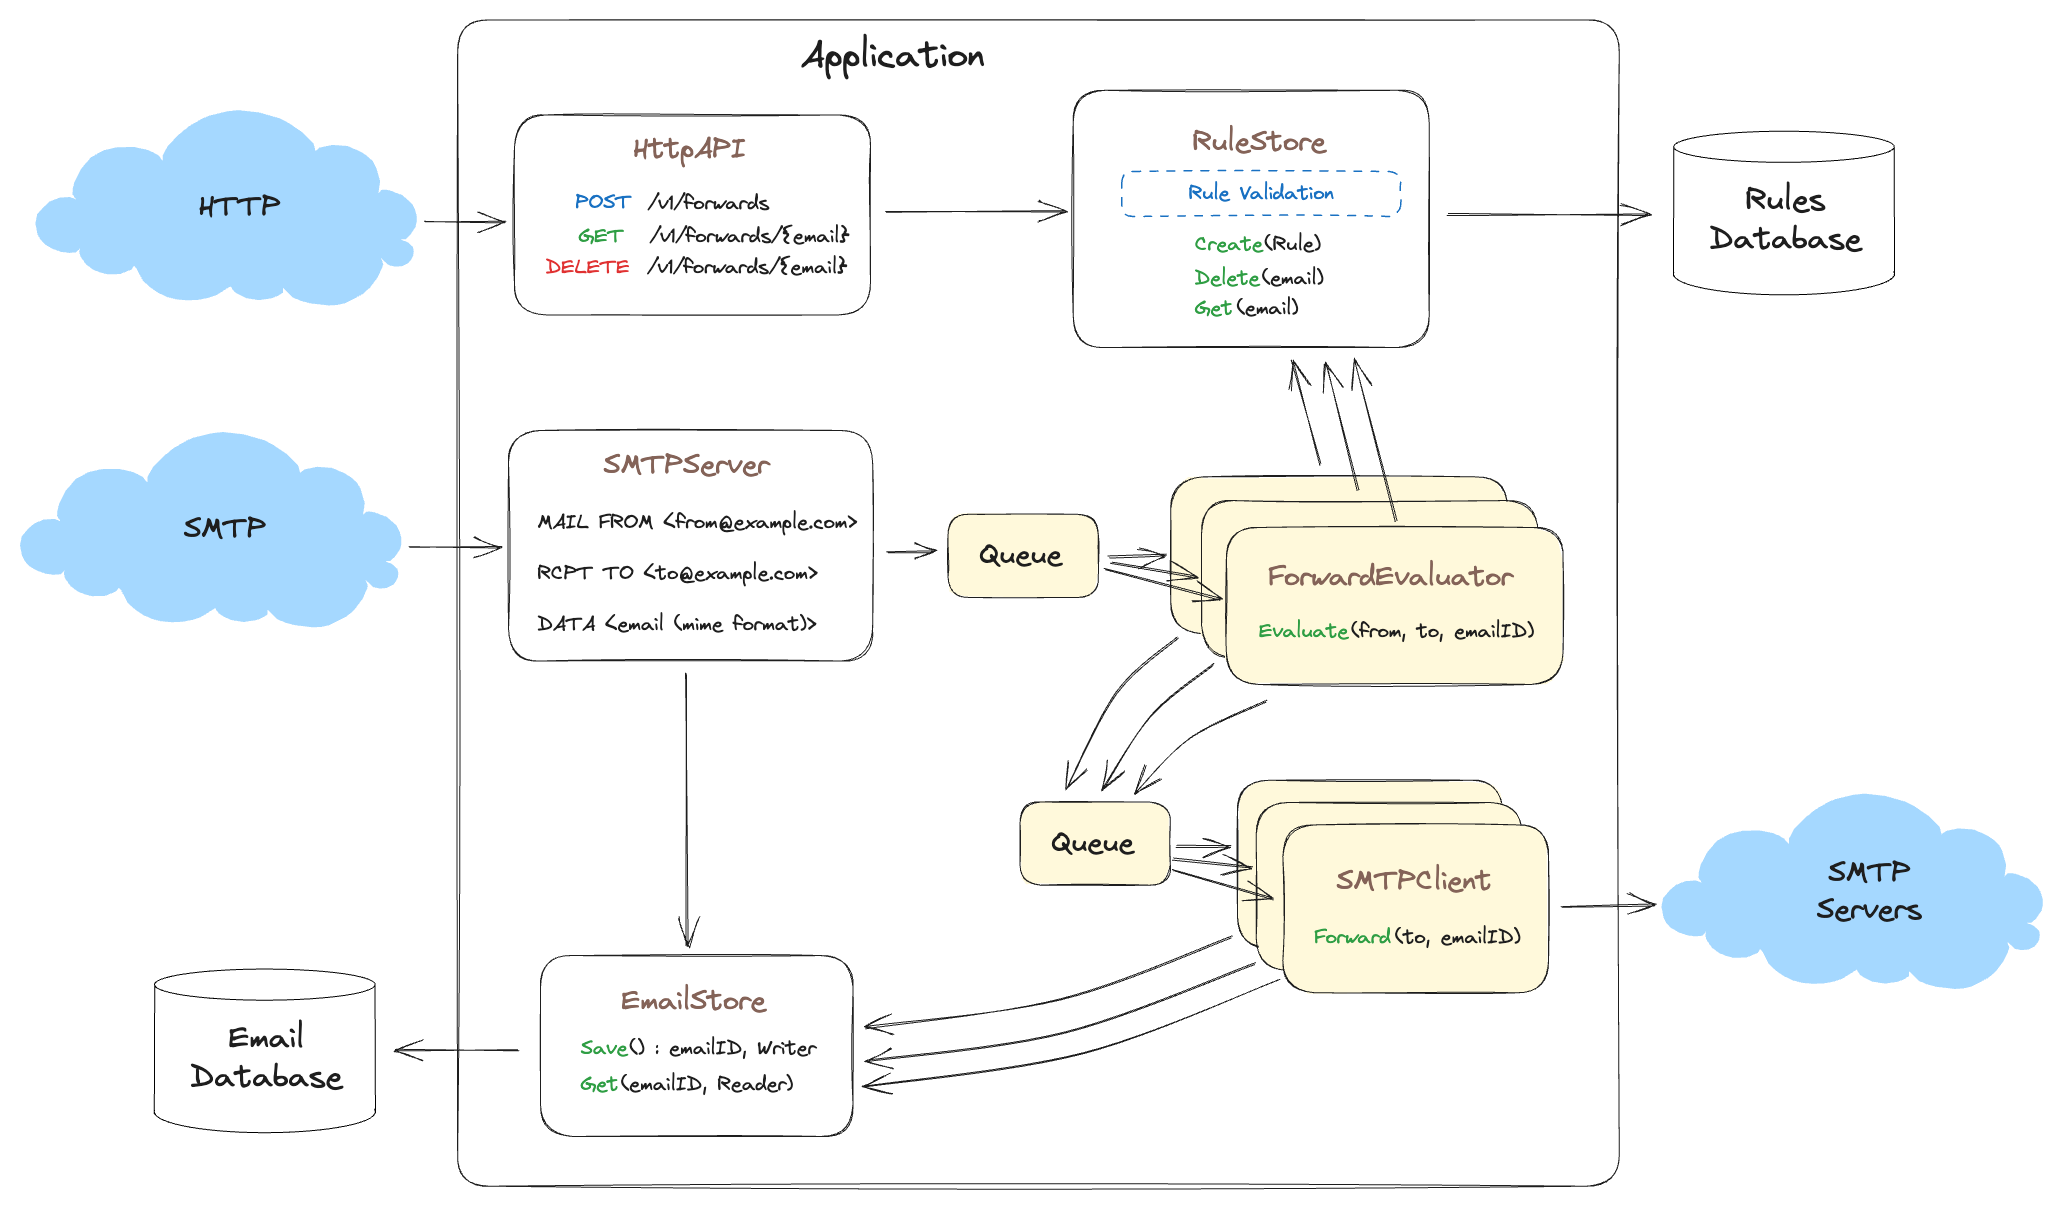 Application
HTTP
HttpAPI
POST /v1/forwards
GET /v1/forwards/{email}
DELETE /v1/forwards/{email}
RuleStore
Rule Validation
Create(Rule)
Delete(email)
Get(email)
Rules
Database
SMTP
SMTPServer
MAIL FROM <from@example.com>
RCPT TO <to@example.com>
DATA <email (mime format)>
Queue
ForwardEvaluator
Evaluate(from, to, emailID)
Queue
SMTPClient
Forward(to, emailID)
SMTP
Servers
EmailStore
Save() : emailID, Writer
Get(emailID, Reader)
Email
Database